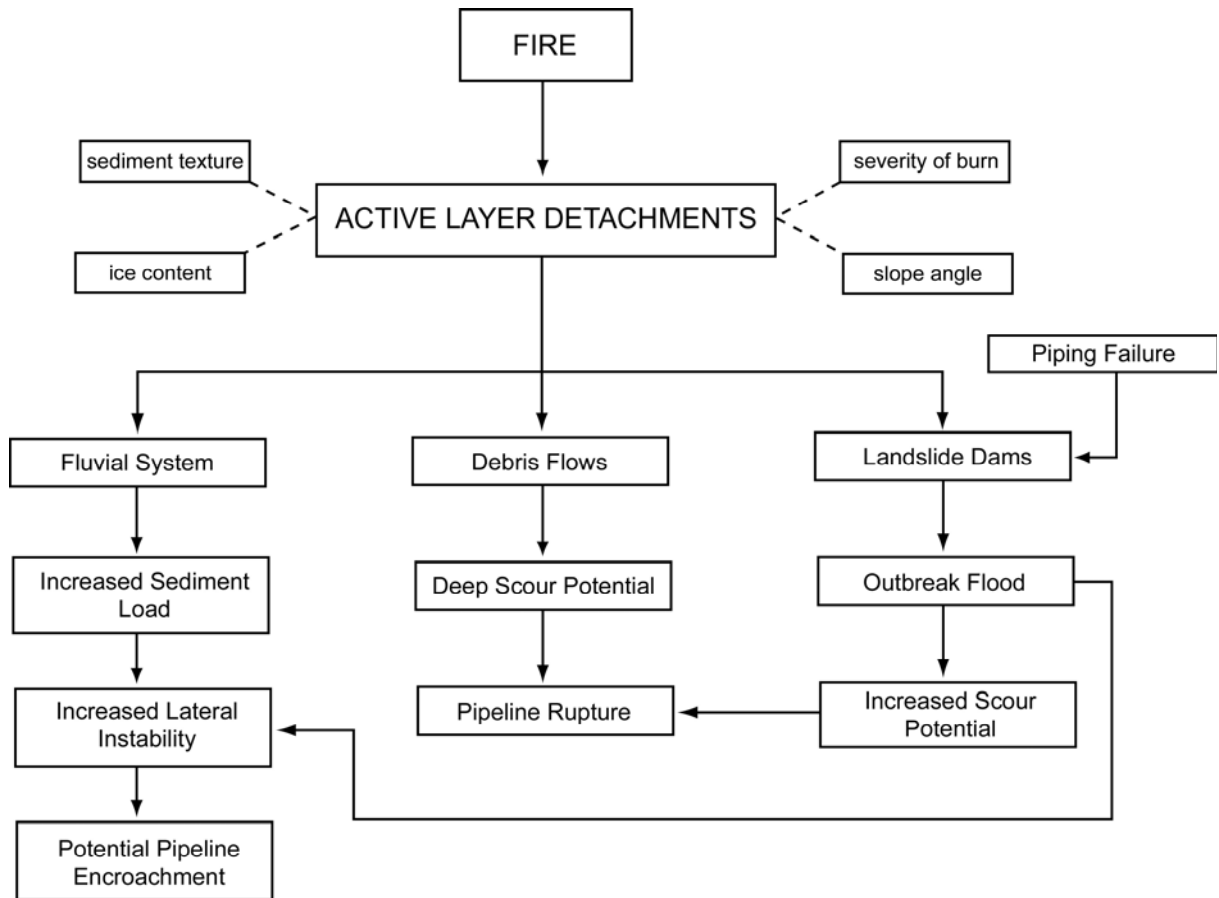 FIRE
sediment texture
severity of burn
ACTIVE LAYER DETACHMENTS
ice content
slope angle
Piping Failure
Fluvial System
Debris Flows
Landslide Dams
Increased Sediment
Load
Deep Scour Potential
Outbreak Flood
Increased Lateral
Instability
Pipeline Rupture
Increased Scour
Potential
Potential Pipeline
Encroachment